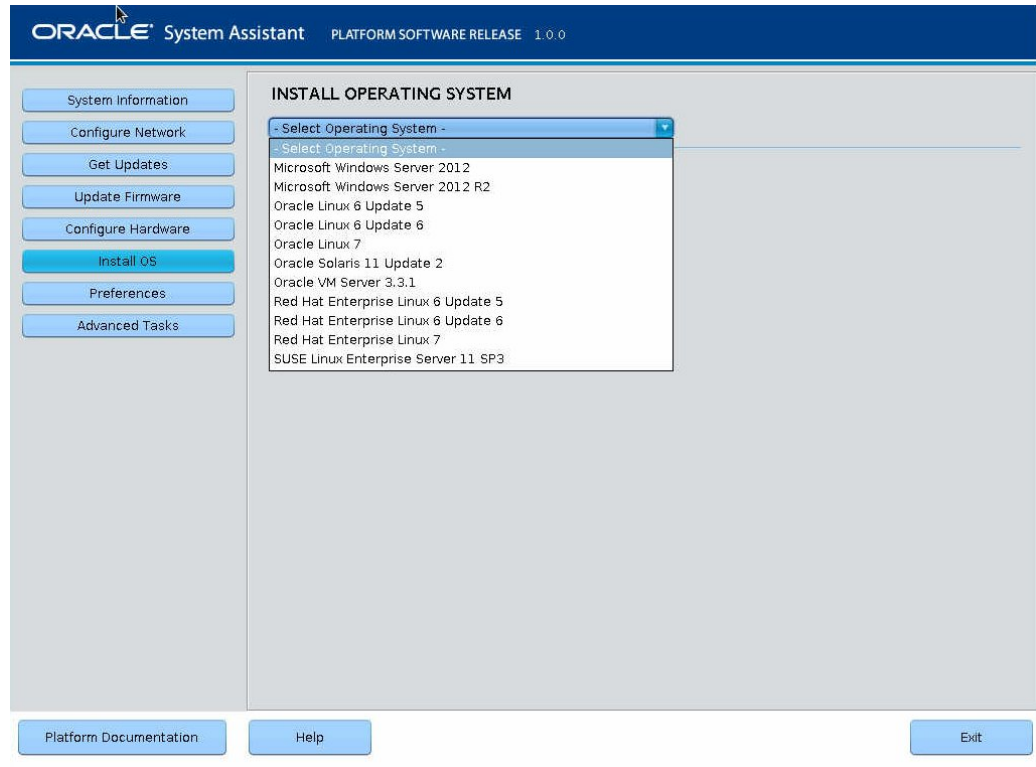 ORACLE System Assistant PLATFORM SOFTWARE RELEASE 1.0.0
System Information
Configure Network
Get Updates
Update Firmware
Configure Hardware
Install OS
Preferences
Advanced Tasks
INSTALL OPERATING SYSTEM
- Select Operating System -
- Select Operating System -
Microsoft Windows Server 2012
Microsoft Windows Server 2012 R2
Oracle Linux 6 Update 5
Oracle Linux 6 Update 6
Oracle Linux 7
Oracle Solaris 11 Update 2
Oracle VM Server 3.3.1
Red Hat Enterprise Linux 6 Update 5
Red Hat Enterprise Linux 6 Update 6
Red Hat Enterprise Linux 7
SUSE Linux Enterprise Server 11 SP3
Platform Documentation
Help
Exit